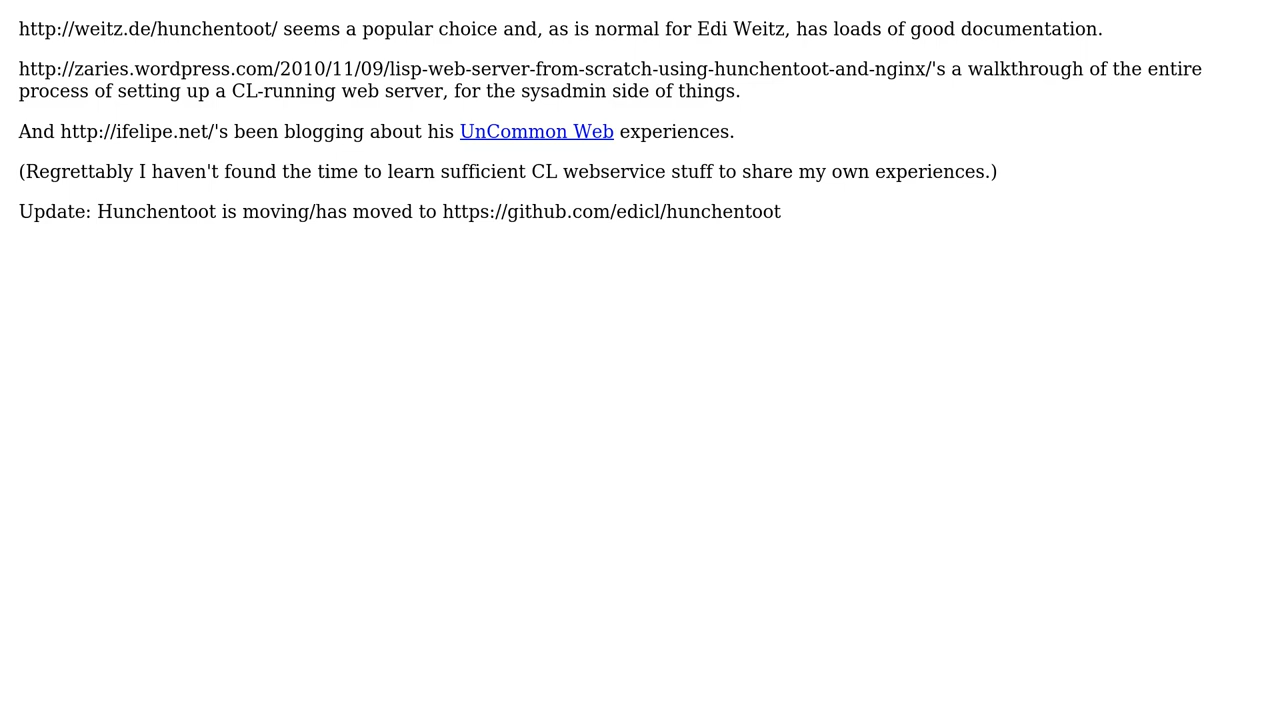 http://weitz.de/hunchentoot/ seems a popular choice and, as is normal for Edi Weitz, has loads of good documentation.
http://zaries.wordpress.com/2010/11/09/lisp-web-server-from-scratch-using-hunchentoot-and-nginx/'s a walkthrough of the entire
process of setting up a CL-running web server, for the sysadmin side of things.
And http://ifelipe.net/'s been blogging about his UnCommon Web experiences.
(Regrettably I haven't found the time to learn sufficient CL webservice stuff to share my own experiences.)
Update: Hunchentoot is moving/has moved to https://github.com/edicl/hunchentoot